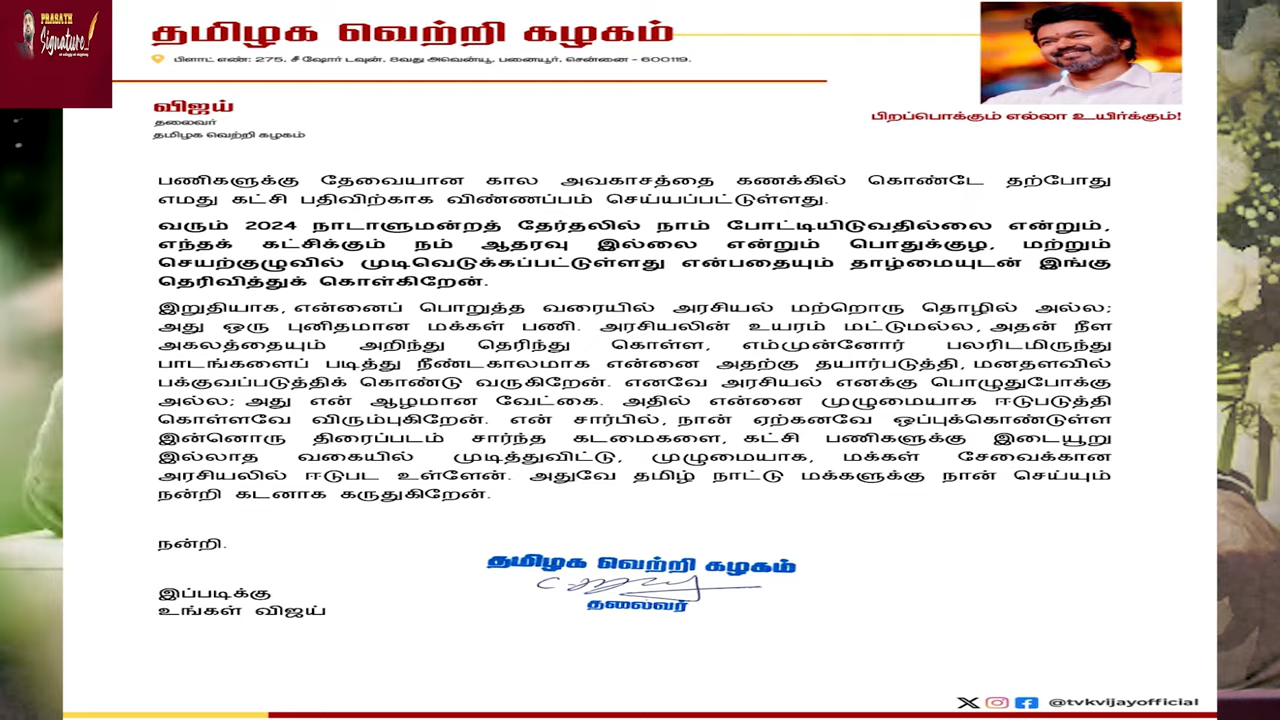 PRASATH
Signature..!
தமிழக வெற்றி கழகம்
பிளாட் எண்: 275, சீ ஷோர் டவுன், 8வது அவென்யூ, பனையூர், சென்னை - 600119.
விஜய்
தலைவர்
தமிழக வெற்றி கழகம்
பிறப்பொக்கும் எல்லா உயிர்க்கும்!
பணிகளுக்கு தேவையான கால அவகாசத்தை கணக்கில் கொண்டே தற்போது
எமது கட்சி பதிவிற்காக விண்ணப்பம் செய்யப்பட்டுள்ளது.
வரும் 2024 நாடாளுமன்றத் தேர்தலில் நாம் போட்டியிடுவதில்லை என்றும்,
எந்தக் கட்சிக்கும் நம் ஆதரவு இல்லை என்றும் பொதுக்குழு, மற்றும்
செயற்குழுவில் முடிவெடுக்கப்பட்டுள்ளது என்பதையும் தாழ்மையுடன் இங்கு
தெரிவித்துக் கொள்கிறேன்.
இறுதியாக, என்னைப் பொறுத்த வரையில் அரசியல் மற்றொரு தொழில் அல்ல;
அது ஒரு புனிதமான மக்கள் பணி. அரசியலின் உயரம் மட்டுமல்ல, அதன் நீள
அகலத்தையும் அறிந்து தெரிந்து கொள்ள, எம்முன்னோர் பலரிடமிருந்து
பாடங்களைப் படித்து நீண்டகாலமாக என்னை அதற்கு தயார்படுத்தி, மனதளவில்
பக்குவப்படுத்திக் கொண்டு வருகிறேன். எனவே அரசியல் எனக்கு பொழுதுபோக்கு
அல்ல; அது என் ஆழமான வேட்கை. அதில் என்னை முழுமையாக ஈடுபடுத்தி
கொள்ளவே விரும்புகிறேன். என் சார்பில், நான் ஏற்கனவே ஒப்புக்கொண்டுள்ள
இன்னொரு திரைப்படம் சார்ந்த கடமைகளை, கட்சி பணிகளுக்கு இடையூறு
இல்லாத வகையில் முடித்துவிட்டு, முழுமையாக, மக்கள் சேவைக்கான
அரசியலில் ஈடுபட உள்ளேன். அதுவே தமிழ் நாட்டு மக்களுக்கு நான் செய்யும்
நன்றி கடனாக கருதுகிறேன்.
நன்றி.
இப்படிக்கு
உங்கள் விஜய்
தமிழக வெற்றி கழகம்
தலைவர்
@tvkvijayofficial